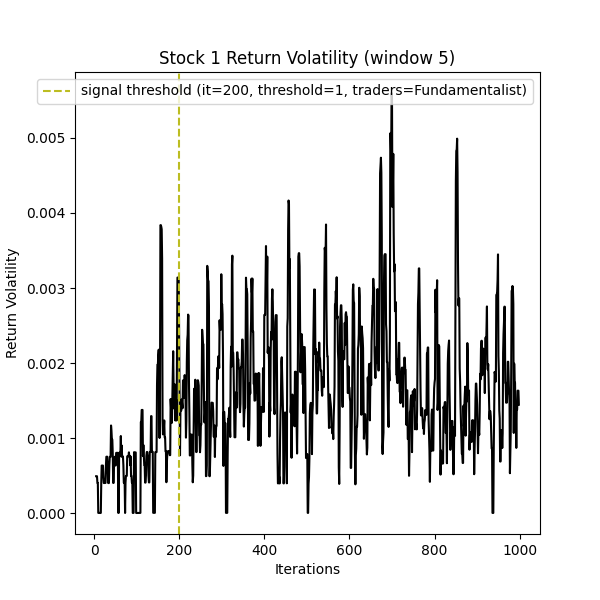 Stock 1 Return Volatility (window 5)
signal threshold (it=200, threshold=1, traders=Fundamentalist)
0.005
0.004
0.003
0.002
0.001
0.000
Return Volatility
0 200 400 600 800 1000
Iterations